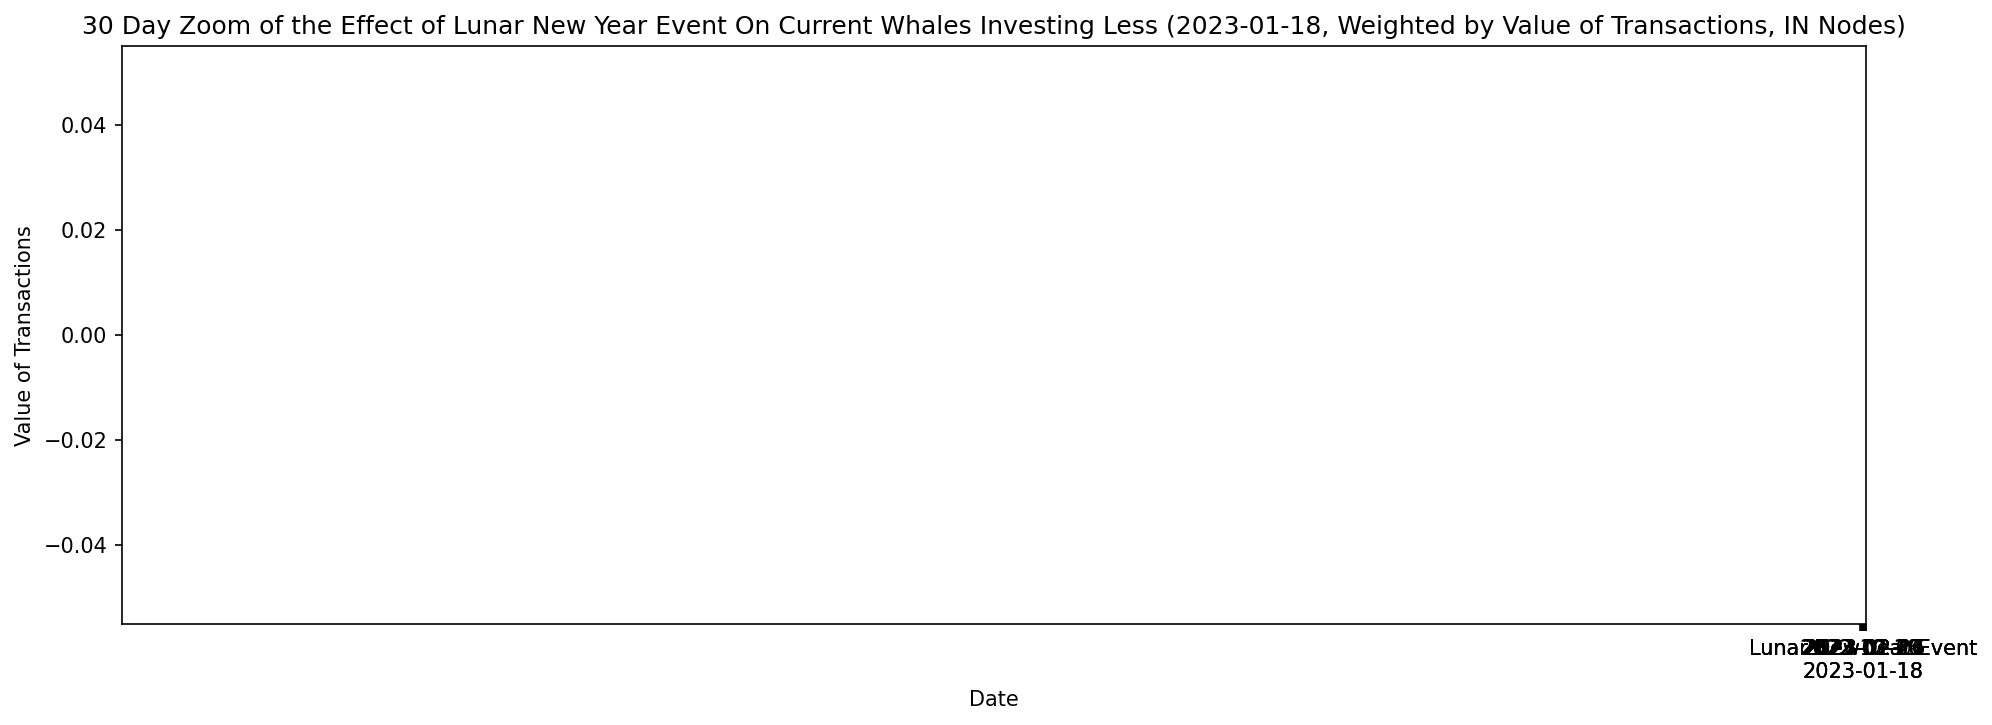 30 Day Zoom of the Effect of Lunar New Year Event On Current Whales Investing Less (2023-01-18, Weighted by Value of Transactions, IN Nodes)
0.04
0.02
0.00
−0.02
−0.04
Value of Transactions
Lunar Event
2023-01-18
Date